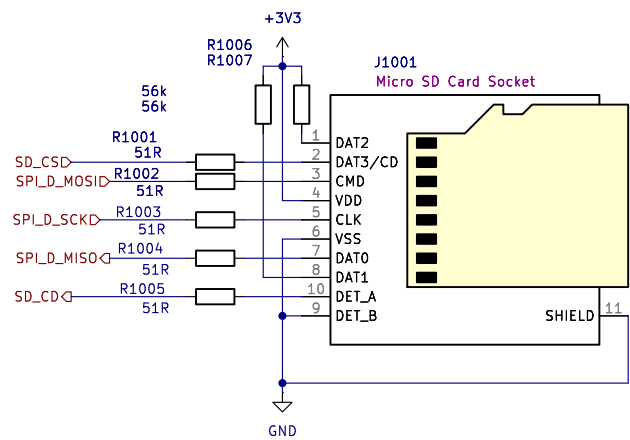 +3V3
R1006
R1007
J1001
Micro SD Card Socket
56k
56k
R1001
51R
1 DAT2
SD_CS 2 DAT3/CD
SPI_D_MOSI R1002 3 CMD
51R
4 VDD
SPI_D_SCK R1003 5 CLK
51R
6 VSS
SPI_D_MISO R1004 7 DAT0
51R
8 DAT1
SD_CD R1005 10 DET_A
51R
9 DET_B
SHIELD 11
GND